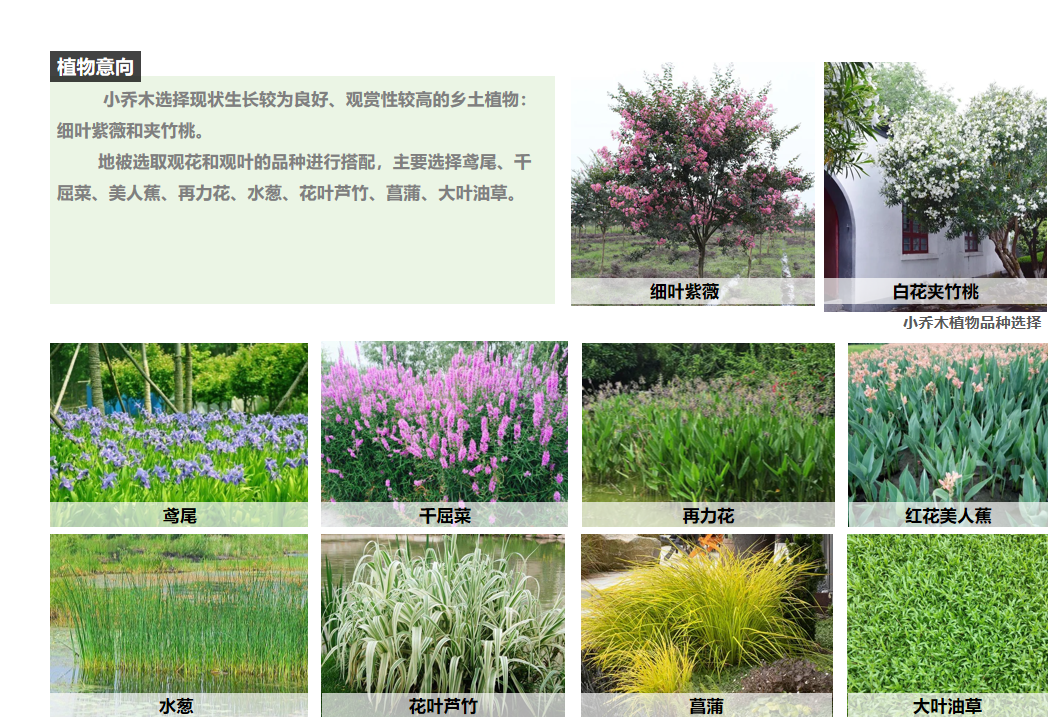 植物意向
小乔木选择现状生长较为良好、观赏性较高的乡土植物：
细叶紫薇和夹竹桃。
地被选取观花和观叶的品种进行搭配，主要选择鸢尾、千
屈菜、美人蕉、再力花、水葱、花叶芦竹、菖蒲、大叶油草。
细叶紫薇
白花夹竹桃
小乔木植物品种选择
鸢尾
千屈菜
再力花
红花美人蕉
水葱
花叶芦竹
菖蒲
大叶油草